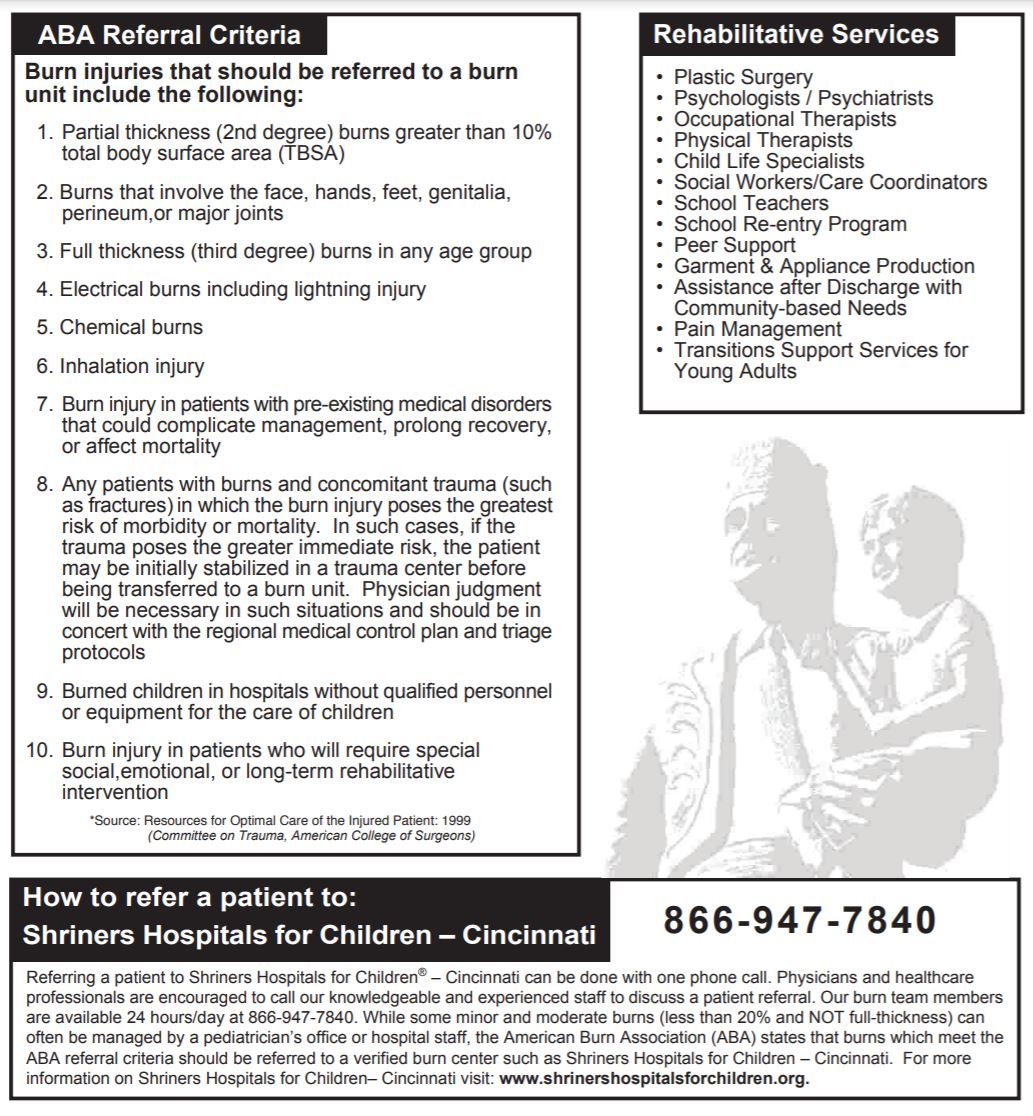 ABA Referral Criteria
Burn injuries that should be referred to a burn
unit include the following:
1. Partial thickness (2nd degree) burns greater than 10%
total body surface area (TBSA)
2. Burns that involve the face, hands, feet, genitalia,
perineum,or major joints
3. Full thickness (third degree) burns in any age group
4. Electrical burns including lightning injury
5. Chemical burns
6. Inhalation injury
7. Burn injury in patients with pre-existing medical disorders
that could complicate management, prolong recovery,
or affect mortality
8. Any patients with burns and concomitant trauma (such
as fractures) in which the burn injury poses the greatest
risk of morbidity or mortality. In such cases, if the
trauma poses the greater immediate risk, the patient
may be initially stabilized in a trauma center before
being transferred to a burn unit. Physician judgment
will be necessary in such situations and should be in
concert with the regional medical control plan and triage
protocols
9. Burned children in hospitals without qualified personnel
or equipment for the care of children
10. Burn injury in patients who will require special
social,emotional, or long-term rehabilitative
intervention
*Source: Resources for Optimal Care of the Injured Patient: 1999
(Committee on Trauma, American College of Surgeons)
Rehabilitative Services
• Plastic Surgery
• Psychologists / Psychiatrists
• Occupational Therapists
• Physical Therapists
• Child Life Specialists
• Social Workers/Care Coordinators
• School Teachers
• School Re-entry Program
• Peer Support
• Garment & Appliance Production
• Assistance after Discharge with
Community-based Needs
• Pain Management
• Transitions Support Services for
Young Adults
How to refer a patient to:
Shriners Hospitals for Children – Cincinnati
866-947-7840
Referring a patient to Shriners Hospitals for Children® – Cincinnati can be done with one phone call. Physicians and healthcare
professionals are encouraged to call our knowledgeable and experienced staff to discuss a patient referral. Our burn team members
are available 24 hours/day at 866-947-7840. While some minor and moderate burns (less than 20% and NOT full-thickness) can
often be managed by a pediatrician's office or hospital staff, the American Burn Association (ABA) states that burns which meet the
ABA referral criteria should be referred to a verified burn center such as Shriners Hospitals for Children – Cincinnati. For more
information on Shriners Hospitals for Children– Cincinnati visit: www.shrinershospitalsforchildren.org.